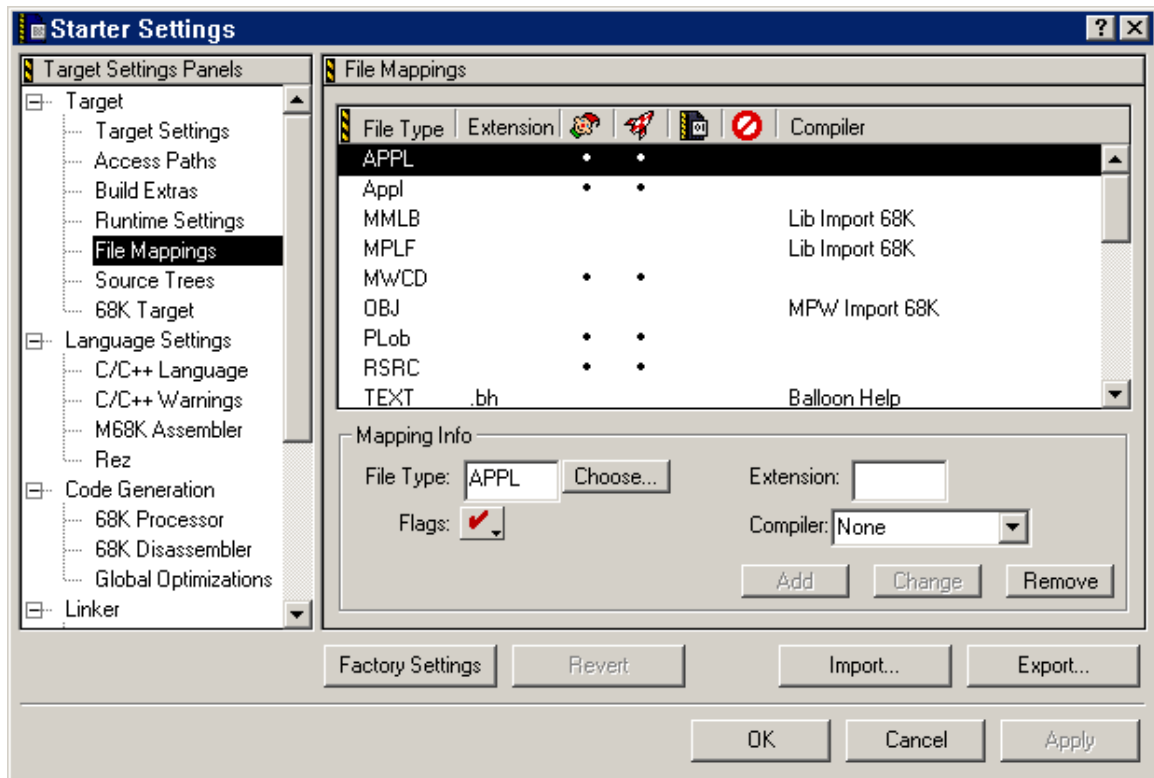 Starter Settings
Target Settings Panels
Target
Target Settings
Access Paths
Build Extras
Runtime Settings
File Mappings
Source Trees
68K Target
Language Settings
C/C++ Language
C/C++ Warnings
M68K Assembler
Rez
Code Generation
68K Processor
68K Disassembler
Global Optimizations
Linker
File Mappings
File Type Extension Compiler
APPL
Appl
MMLB Lib Import 68K
MPLF Lib Import 68K
MWCD
OBJ MPW Import 68K
PLob
RSRC
TEXT .bh Balloon Help
Mapping Info
File Type: APPL Choose... Extension:
Flags: Compiler: None
Add Change Remove
Factory Settings Revert Import... Export...
OK Cancel Apply